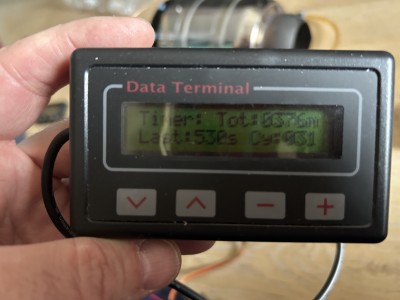 Data Terminal
Timer: Tot:0376m
Last:530s Cy:031
− +